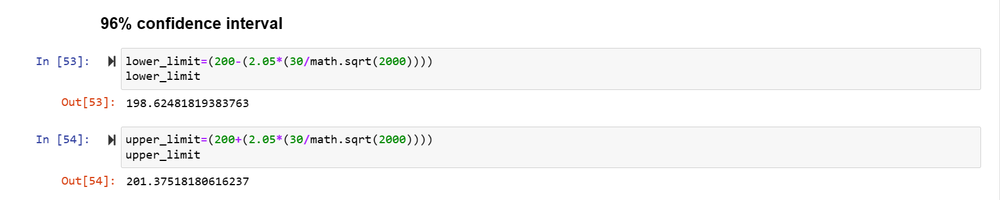 96% confidence interval
In [53]:
lower_limit=(200-(2.05*(30/math.sqrt(2000))))
lower_limit
Out[53]: 198.62481819383763
In [54]:
upper_limit=(200+(2.05*(30/math.sqrt(2000))))
upper_limit
Out[54]: 201.37518180616237